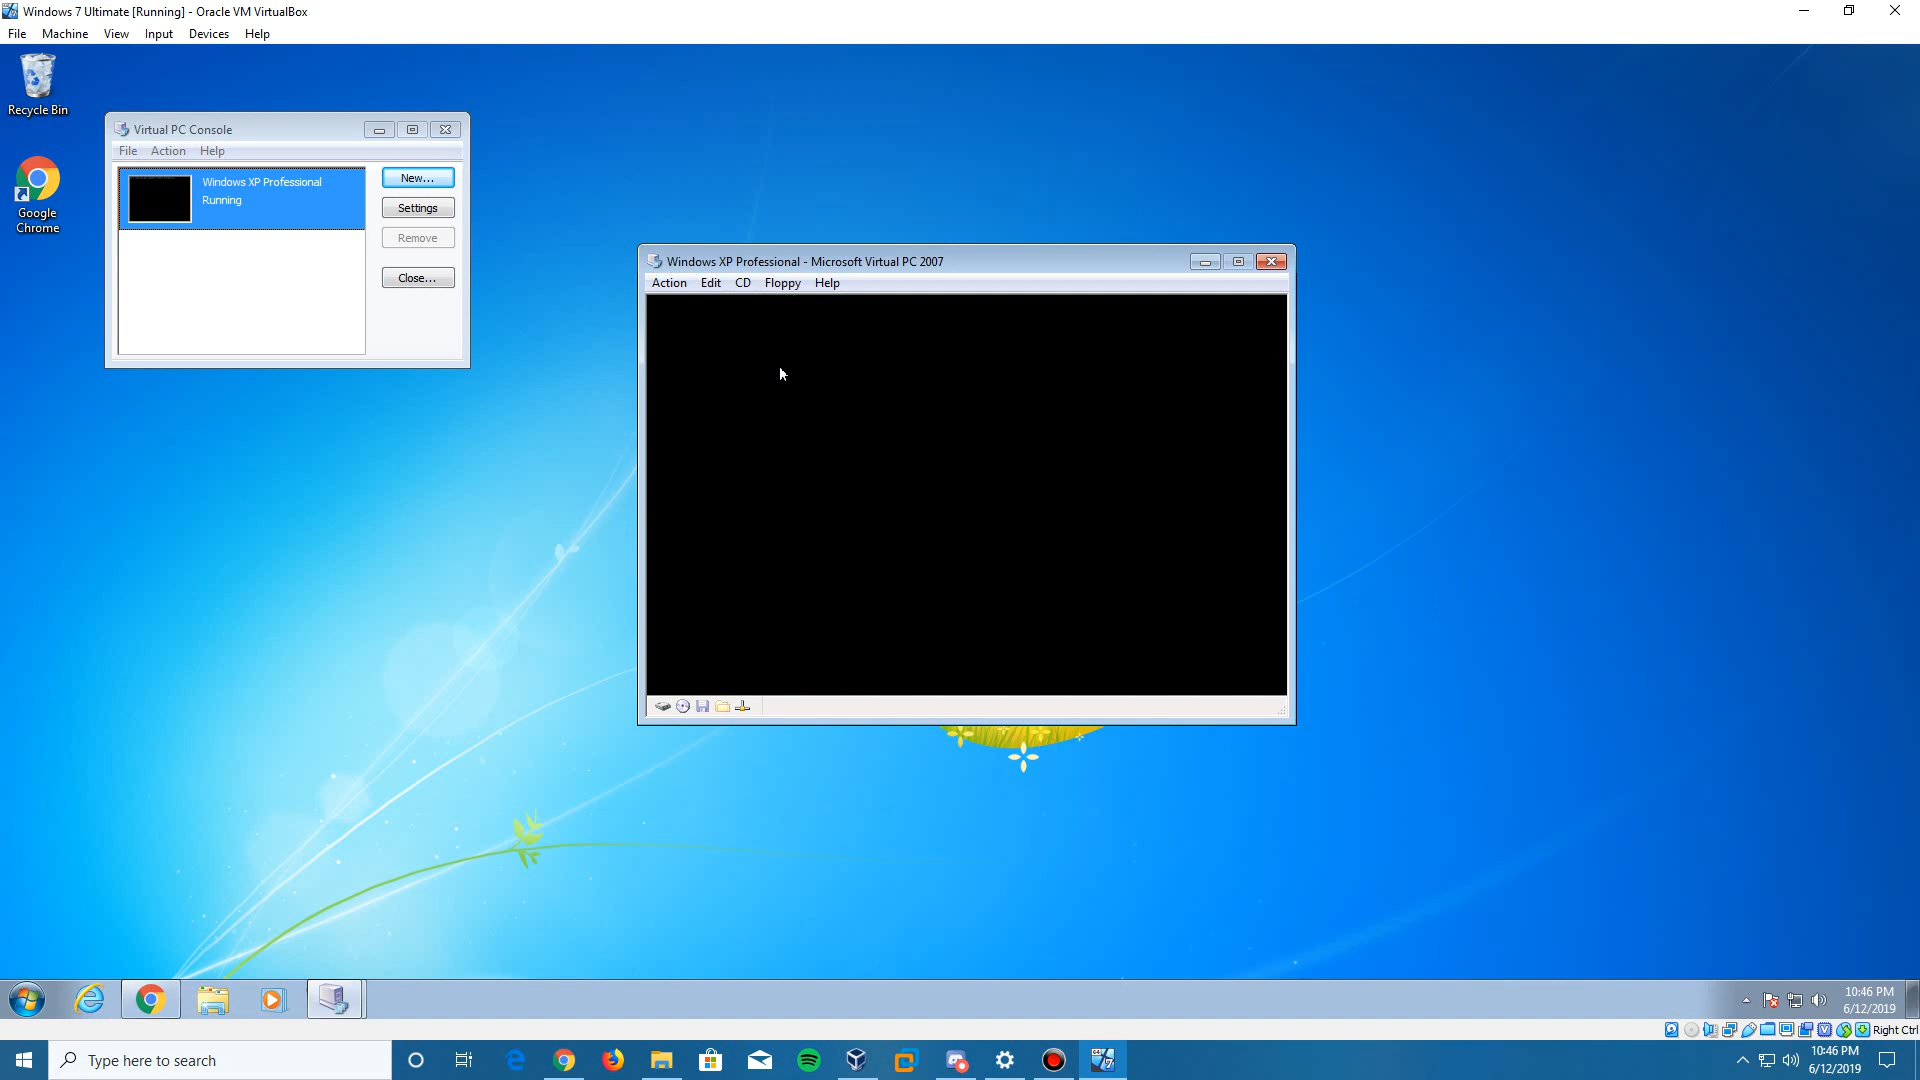 Windows 7 Ultimate [Running] - Oracle VM VirtualBox
File Machine View Input Devices Help
Recycle Bin
Google
Chrome
Virtual PC Console
File Action Help
Windows XP Professional
Running
New...
Settings
Remove
Close...
Windows XP Professional - Microsoft Virtual PC 2007
Action Edit CD Floppy Help
10:46 PM
6/12/2019
Right Ctrl
Type here to search
10:46 PM
6/12/2019